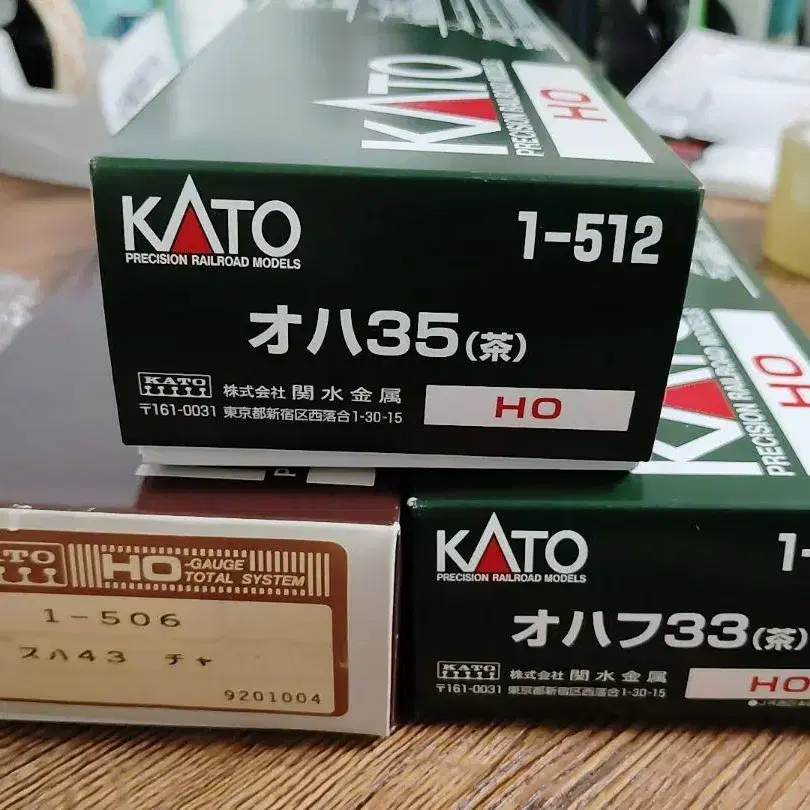 KATO
PRECISION RAILROAD MODELS
HO
KATO
PRECISION RAILROAD MODELS
1-512
オハ35(茶)
KATO
株式会社 関水金属
〒161-0031 東京都新宿区西落合1-30-15
HO
KATO
PRECISION RAILROAD MODELS
HO
KATO
PRECISION RAILROAD MODELS
1-
オハフ33(茶)
KATO
株式会社 関水金属
〒161-0031 東京都新宿区西落合1-30-15
HO
ATO
HO-GAUGE
TOTAL SYSTEM
1-506
スハ43 チャ
9201004